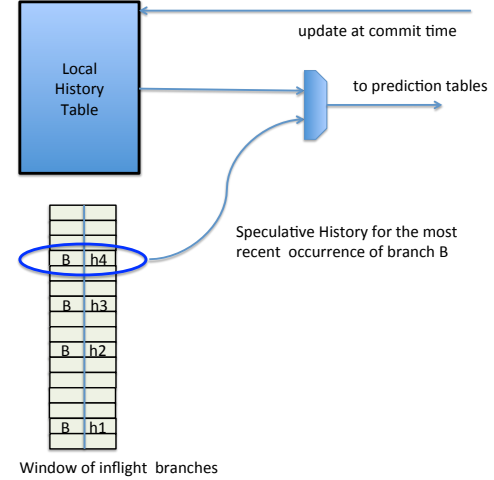 update at commit time
Local
History
Table
to prediction tables
Speculative History for the most
recent occurrence of branch B
B h4
B h3
B h2
B h1
Window of inflight branches